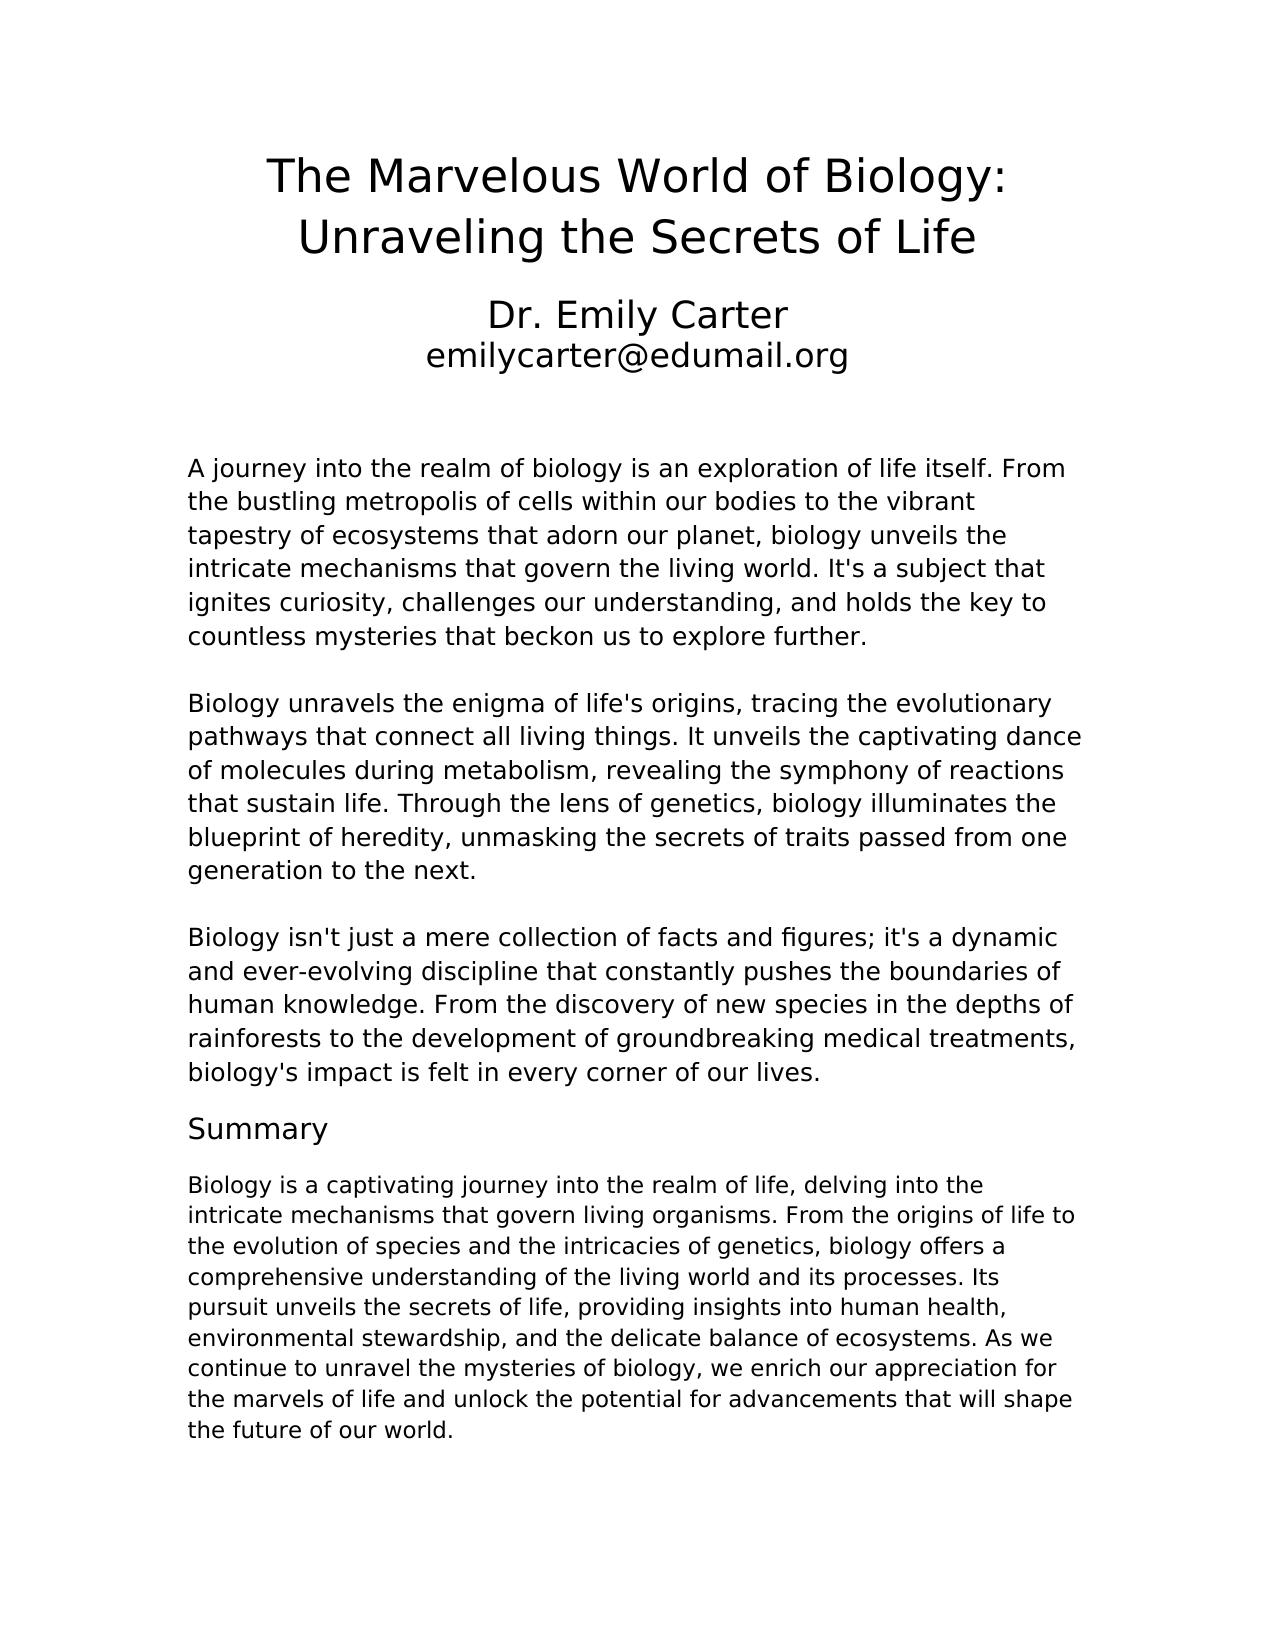 The Marvelous World of Biology:
Unraveling the Secrets of Life
Dr. Emily Carter
emilycarter@edumail.org
A journey into the realm of biology is an exploration of life itself. From
the bustling metropolis of cells within our bodies to the vibrant
tapestry of ecosystems that adorn our planet, biology unveils the
intricate mechanisms that govern the living world. It's a subject that
ignites curiosity, challenges our understanding, and holds the key to
countless mysteries that beckon us to explore further.
Biology unravels the enigma of life's origins, tracing the evolutionary
pathways that connect all living things. It unveils the captivating dance
of molecules during metabolism, revealing the symphony of reactions
that sustain life. Through the lens of genetics, biology illuminates the
blueprint of heredity, unmasking the secrets of traits passed from one
generation to the next.
Biology isn't just a mere collection of facts and figures; it's a dynamic
and ever-evolving discipline that constantly pushes the boundaries of
human knowledge. From the discovery of new species in the depths of
rainforests to the development of groundbreaking medical treatments,
biology's impact is felt in every corner of our lives.
Summary
Biology is a captivating journey into the realm of life, delving into the
intricate mechanisms that govern living organisms. From the origins of life to
the evolution of species and the intricacies of genetics, biology offers a
comprehensive understanding of the living world and its processes. Its
pursuit unveils the secrets of life, providing insights into human health,
environmental stewardship, and the delicate balance of ecosystems. As we
continue to unravel the mysteries of biology, we enrich our appreciation for
the marvels of life and unlock the potential for advancements that will shape
the future of our world.